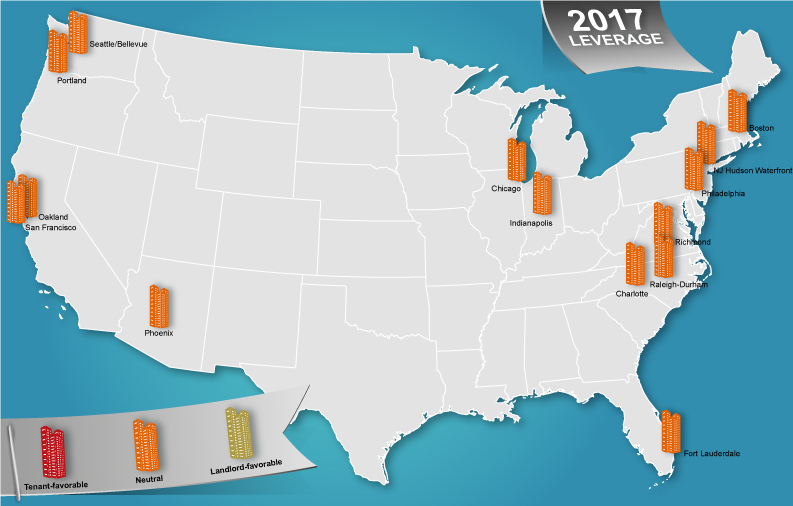 2017
LEVERAGE
Seattle/Bellevue
Portland
Boston
NJ Hudson Waterfront
Chicago
Philadelphia
Oakland
San Francisco
Indianapolis
Richmond
Raleigh-Durham
Charlotte
Phoenix
Fort Lauderdale
Tenant-favorable
Neutral
Landlord-favorable